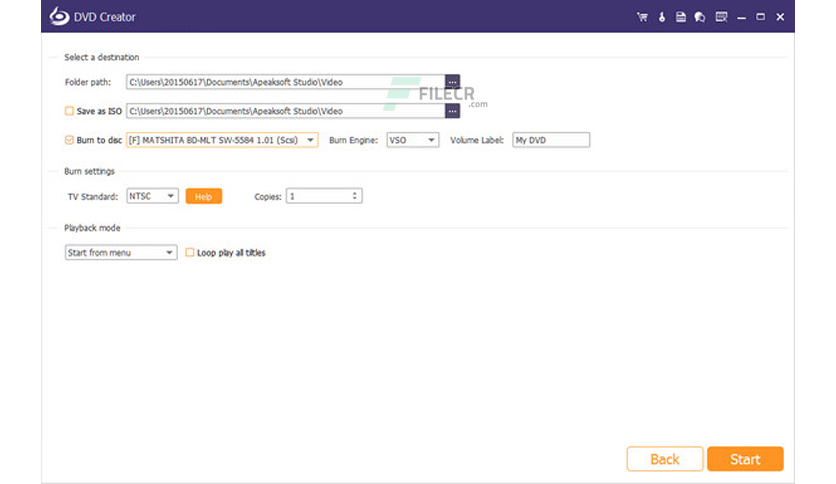 DVD Creator
Select a destination
Folder path: C:\Users\20150617\Documents\Apeaksoft Studio\Video ...
FILECR
.com
Save as ISO C:\Users\20150617\Documents\Apeaksoft Studio\Video ...
Burn to disc [F] MATSHITA BD-MLT SW-5584 1.01 (Scsi) Burn Engine: VSO Volume Label: My DVD
Burn settings
TV Standard: NTSC Help Copies: 1
Playback mode
Start from menu Loop play all titles
Back Start